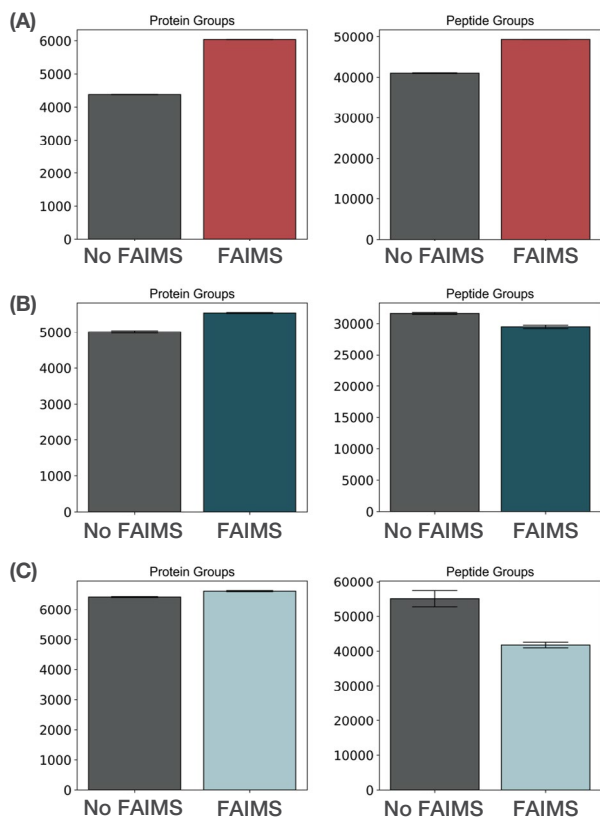 (A)
Protein Groups
6000
5000
4000
3000
2000
1000
0
No FAIMS FAIMS
Peptide Groups
50000
40000
30000
20000
10000
0
No FAIMS FAIMS
(B)
Protein Groups
5000
4000
3000
2000
1000
0
No FAIMS FAIMS
Peptide Groups
30000
25000
20000
15000
10000
5000
0
No FAIMS FAIMS
(C)
Protein Groups
6000
5000
4000
3000
2000
1000
0
No FAIMS FAIMS
Peptide Groups
60000
50000
40000
30000
20000
10000
0
No FAIMS FAIMS